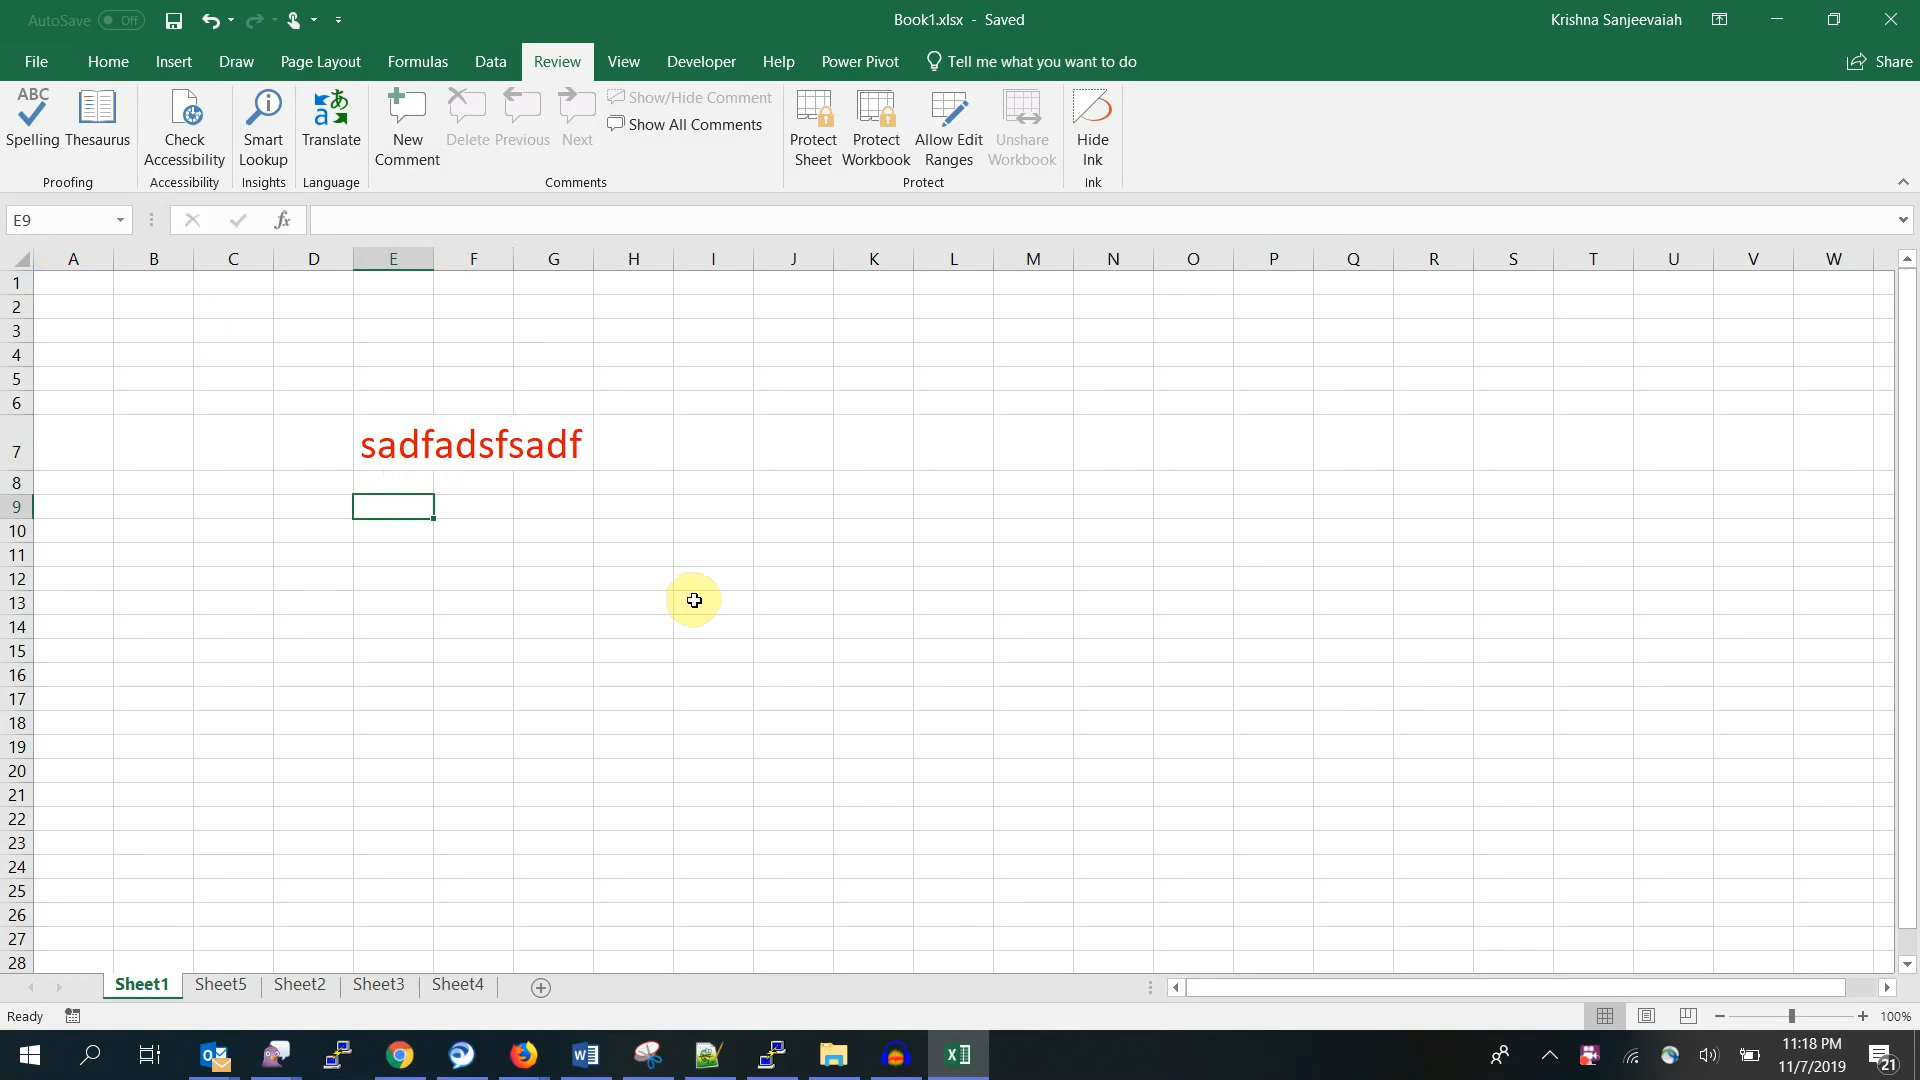 AutoSave Off
Book1.xlsx - Saved
Krishna Sanjeevaiah
File Home Insert Draw Page Layout Formulas Data Review View Developer Help Power Pivot Tell me what you want to do Share
ABC
Spelling
Thesaurus
Proofing
Check
Accessibility
Accessibility
Smart
Lookup
Insights
Translate
Language
New
Comment
Delete
Previous
Next
Show/Hide Comment
Show All Comments
Comments
Protect
Sheet
Protect
Workbook
Allow Edit
Ranges
Unshare
Workbook
Protect
Hide
Ink
Ink
E9
fx
A B C D E F G H I J K L M N O P Q R S T U V W
1
2
3
4
5
6
7 sadfadsfsadf
8
9
10
11
12
13
14
15
16
17
18
19
20
21
22
23
24
25
26
27
28
Sheet1 Sheet5 Sheet2 Sheet3 Sheet4
Ready
100%
11:18 PM
11/7/2019
21